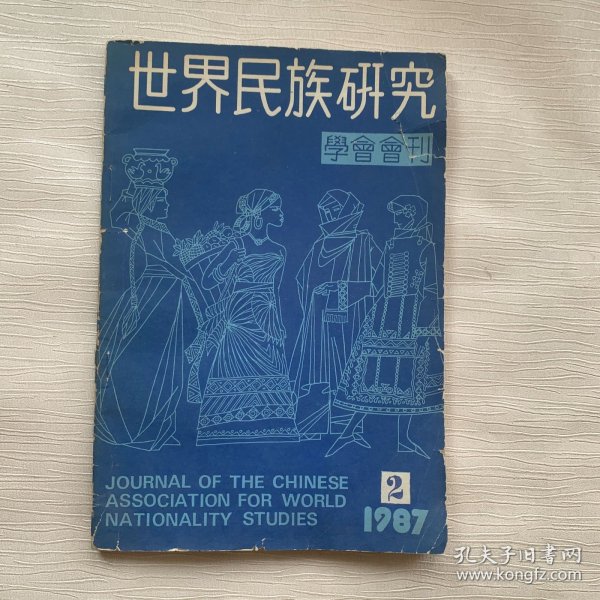 世界民族研究
學會會刊
JOURNAL OF THE CHINESE
ASSOCIATION FOR WORLD
NATIONALITY STUDIES
2
1987
孔夫子旧书网
www.kongfz.com